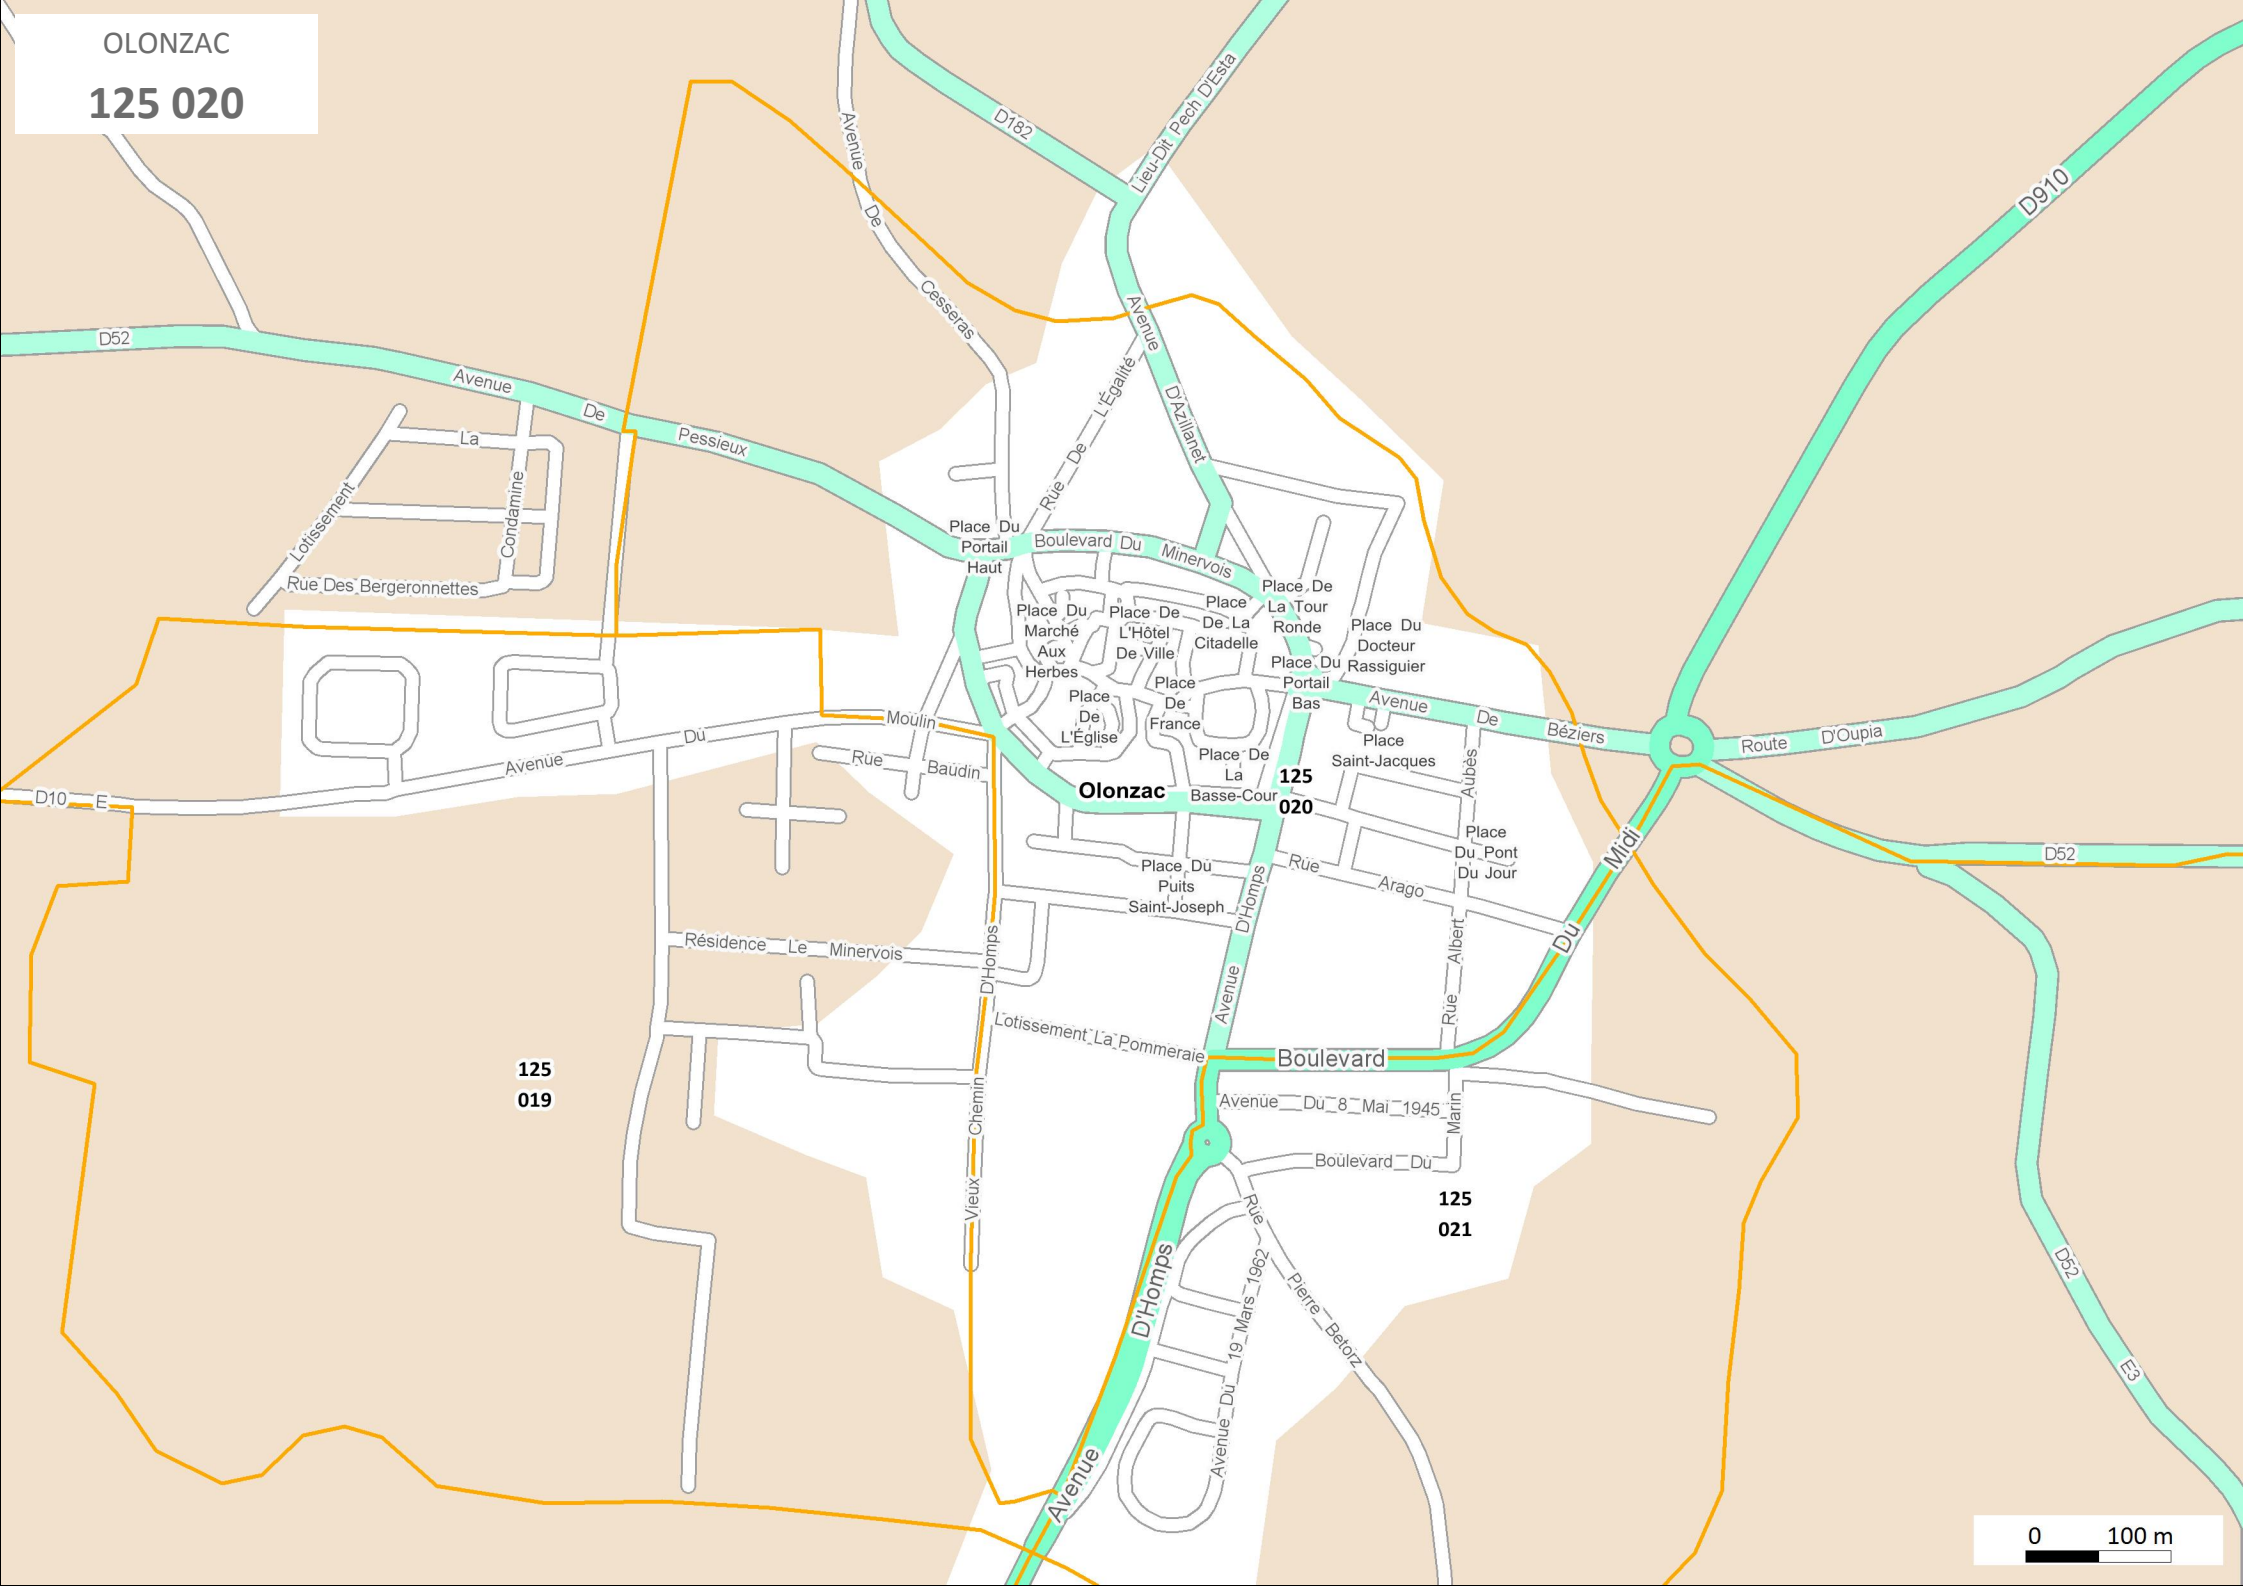 OLONZAC
125 020
D182
Lieu-Dit Pech D'Esta
Avenue De Cesseras
D910
D52
Avenue De Pessieux
Avenue D'Azillanet
Rue De L'Égalité
La
Lotissement
Condamine
Rue Des Bergeronnettes
Place Du
Portail
Haut
Boulevard Du Minervois
Place De
La Tour
Ronde
Place Du
Marché
Aux
Herbes
Place De
L'Hôtel
De Ville
Place
De La
Citadelle
Place Du
Docteur
Rassiguier
Place Du
Portail
Bas
Place
De
L'Église
Place
De
France
Avenue De Béziers
Route D'Oupia
Avenue Du Moulin
Rue Baudin
Place
Saint-Jacques
Place De
La
Basse-Cour
125
020
Olonzac
D10 E
Aubès
Place
Du Pont
Du Jour
Midi
D52
Place Du
Puits
Saint-Joseph
Rue Arago
D'Homps
Avenue
Rue Albert
Du
Résidence Le Minervois
D'Homps
Lotissement La Pommeraie
Boulevard
125
019
Avenue Du 8 Mai 1945
Marin
Vieux Chemin
Boulevard Du
125
021
Rue Pierre Betorz
D'Homps
Avenue
Avenue Du 19 Mars 1962
D52
E3
0 100 m